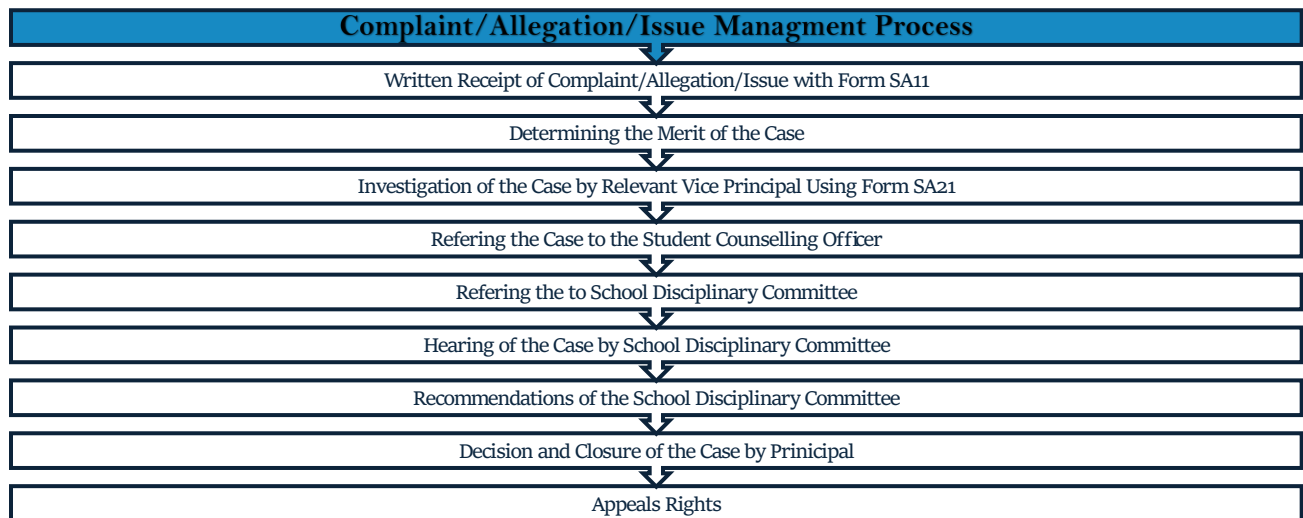 Complaint/Allegation/Issue Managment Process
Written Receipt of Complaint/Allegation/Issue with Form SA11
Determining the Merit of the Case
Investigation of the Case by Relevant Vice Principal Using Form SA21
Refering the Case to the Student Counselling Officer
Refering the to School Disciplinary Committee
Hearing of the Case by School Disciplinary Committee
Recommendations of the School Disciplinary Committee
Decision and Closure of the Case by Prinicipal
Appeals Rights